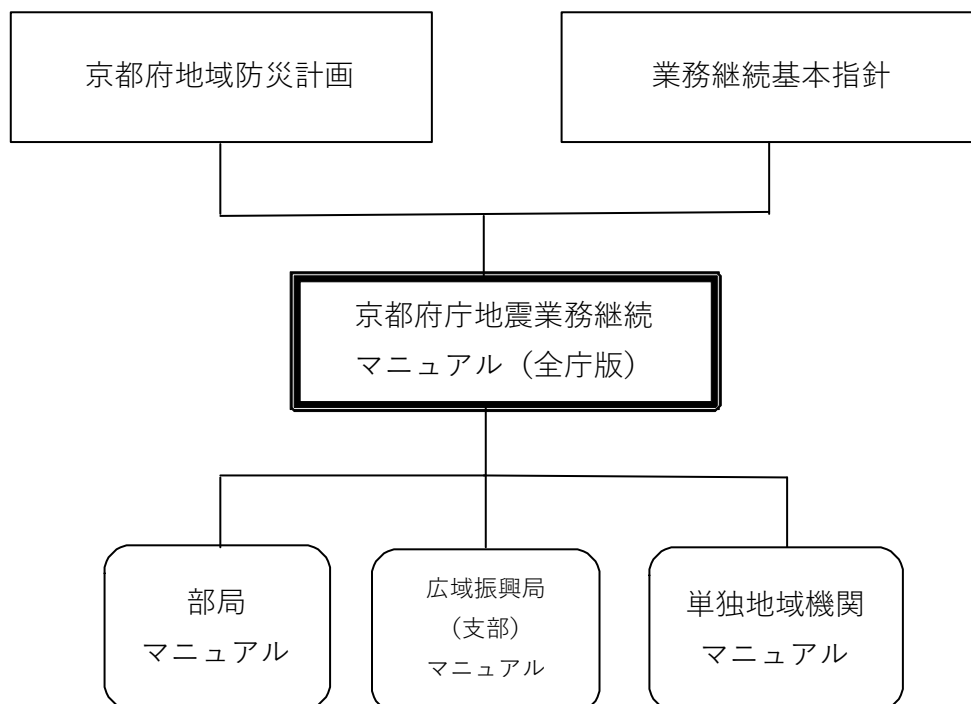 京都府地域防災計画
業務継続基本指針
京都府庁地震業務継続
マニュアル（全庁版）
部局
マニュアル
広域振興局
（支部）
マニュアル
単独地域機関
マニュアル